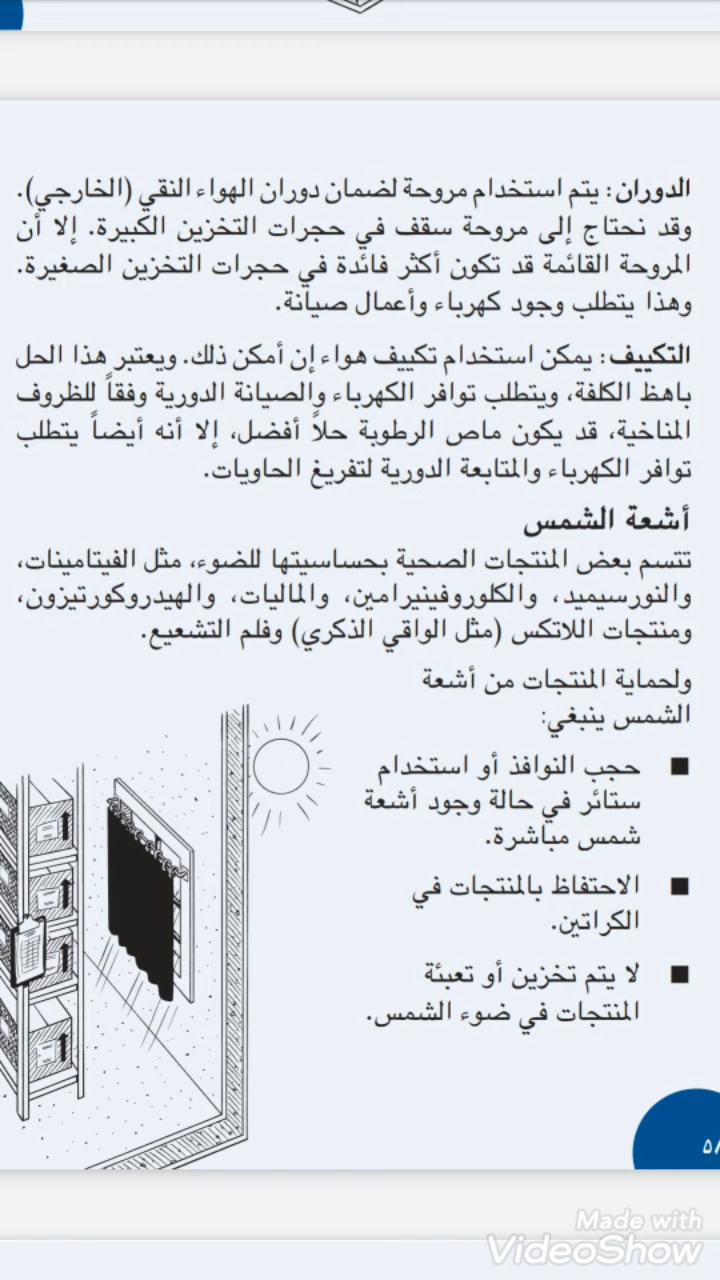 الدوران: يتم استخدام مروحة لضمان دوران الهواء النقي (الخارجي).
وقد نحتاج إلى مروحة سقف في حجرات التخزين الكبيرة. إلا أن
المروحة القائمة قد تكون أكثر فائدة في حجرات التخزين الصغيرة.
وهذا يتطلب وجود كهرباء وأعمال صيانة.
التكييف: يمكن استخدام تكييف هواء إن أمكن ذلك. ويعتبر هذا الحل
باهظ الكلفة، ويتطلب توافر الكهرباء والصيانة الدورية وفقاً للظروف
المناخية، قد يكون ماص الرطوبة حلاً أفضل، إلا أنه أيضاً يتطلب
توافر الكهرباء والمتابعة الدورية لتفريغ الحاويات.
أشعة الشمس
تتسم بعض المنتجات الصحية بحساسيتها للضوء، مثل الفيتامينات،
والنورسيميد، والكلوروفينيرامين، والماليات، والهيدروكورتيزون،
ومنتجات اللاتكس (مثل الواقي الذكري) وفلم التشعيع.
ولحماية المنتجات من أشعة
الشمس ينبغي:
■ حجب النوافذ أو استخدام
ستائر في حالة وجود أشعة
شمس مباشرة.
■ الاحتفاظ بالمنتجات في
الكراتين.
■ لا يتم تخزين أو تعبئة
المنتجات في ضوء الشمس.
Made with
VideoShow